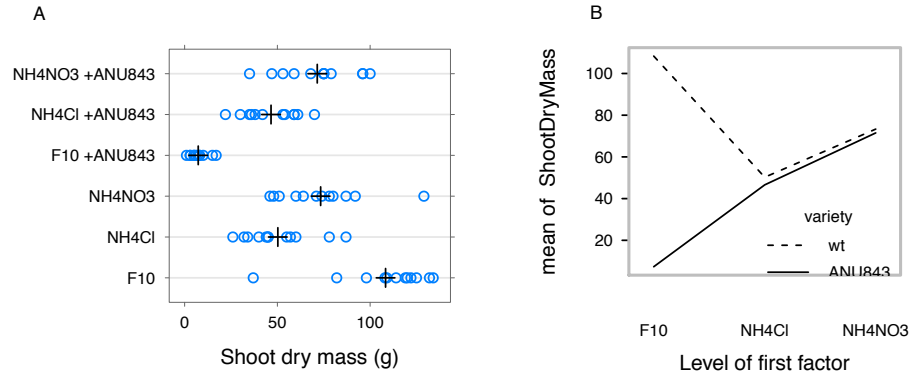 A
NH4NO3 +ANU843
NH4Cl +ANU843
F10 +ANU843
NH4NO3
NH4Cl
F10
0
50
100
Shoot dry mass (g)
B
mean of ShootDryMass
100
80
60
40
20
variety
wt
ANU843
F10
NH4Cl
NH4NO3
Level of first factor